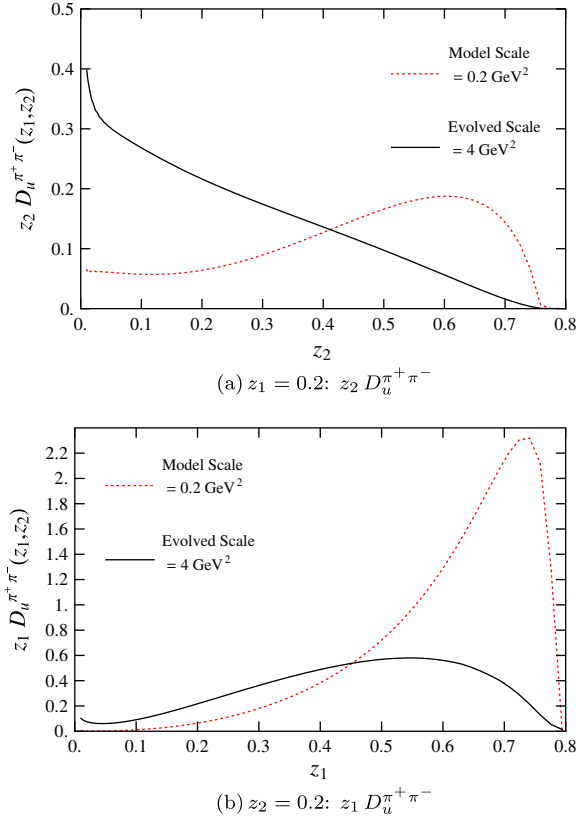 0.5
0.4
0.3
0.2
0.1
0.
0. 0.1 0.2 0.3 0.4 0.5 0.6 0.7 0.8
z₂ D_u^{π⁺ π⁻}(z₁,z₂)
Model Scale
= 0.2 GeV²
Evolved Scale
= 4 GeV²
z₂
(a) z₁ = 0.2: z₂ D_u^{π⁺ π⁻}
2.2
2.
1.8
1.6
1.4
1.2
1.
0.8
0.6
0.4
0.2
0.
0. 0.1 0.2 0.3 0.4 0.5 0.6 0.7 0.8
z₁ D_u^{π⁺ π⁻}(z₁,z₂)
Model Scale
= 0.2 GeV²
Evolved Scale
= 4 GeV²
z₁
(b) z₂ = 0.2: z₁ D_u^{π⁺ π⁻}